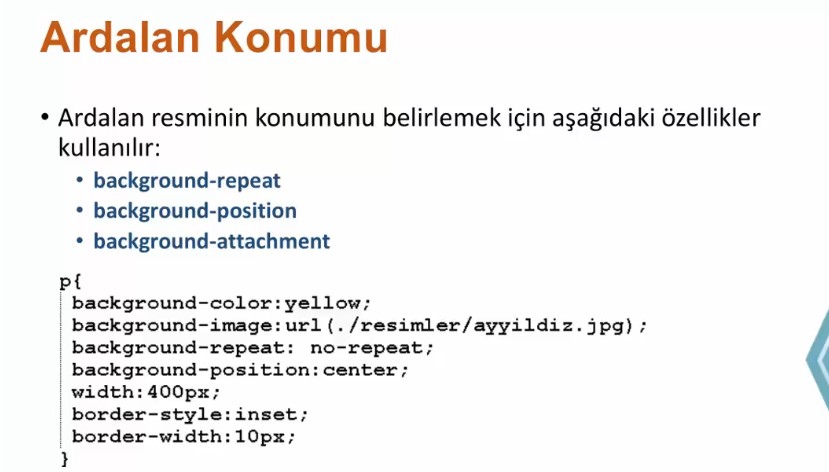 Ardalan Konumu
• Ardalan resminin konumunu belirlemek için aşağıdaki özellikler
kullanılır:
• background-repeat
• background-position
• background-attachment
p{
background-color:yellow;
background-image:url(./resimler/ayyildiz.jpg);
background-repeat: no-repeat;
background-position:center;
width:400px;
border-style:inset;
border-width:10px;
}